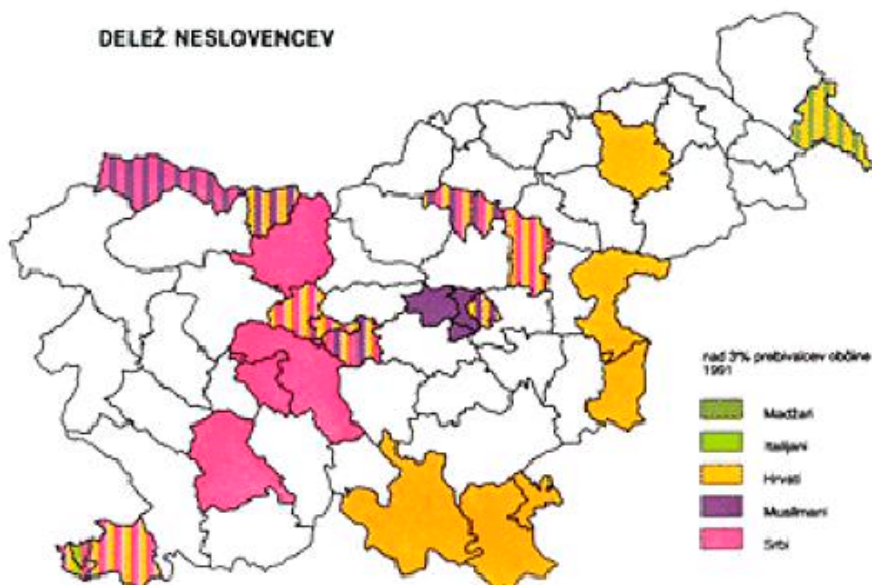 DELEŽ NESLOVENCEV
nad 3% prebivalcev občine
1991
Madžari
Italijani
Hrvati
Muslimani
Srbi